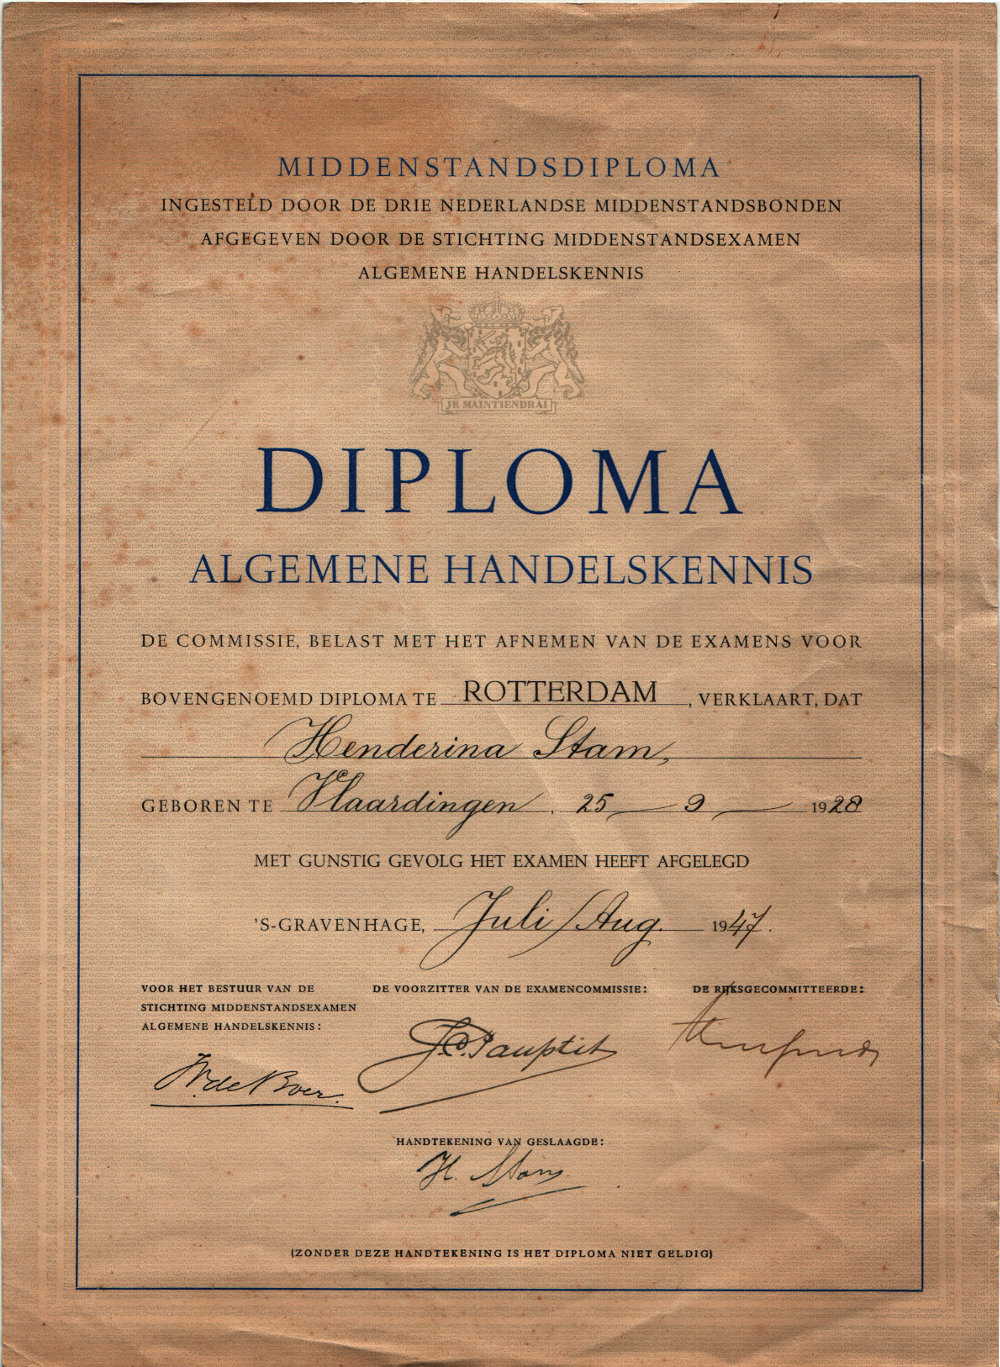 MIDDENSTANDSDIPLOMA
INGESTELD DOOR DE DRIE NEDERLANDSE MIDDENSTANDSBONDEN
AFGEGEVEN DOOR DE STICHTING MIDDENSTANDSEXAMEN
ALGEMENE HANDELSKENNIS
JE MAINTIENDRAI
DIPLOMA
ALGEMENE HANDELSKENNIS
DE COMMISSIE, BELAST MET HET AFNEMEN VAN DE EXAMENS VOOR
BOVENGENOEMD DIPLOMA TE ROTTERDAM, VERKLAART, DAT
Henderina Stam,
GEBOREN TE Vlaardingen, 25 — 9 — 1928
MET GUNSTIG GEVOLG HET EXAMEN HEEFT AFGELEGD
'S-GRAVENHAGE, Juli/Aug. 1947.
VOOR HET BESTUUR VAN DE
STICHTING MIDDENSTANDSEXAMEN
ALGEMENE HANDELSKENNIS:
DE VOORZITTER VAN DE EXAMENCOMMISSIE:
DE RIJKSGECOMMITTEERDE:
W. de Boer.
HANDTEKENING VAN GESLAAGDE:
H. Stam
(ZONDER DEZE HANDTEKENING IS HET DIPLOMA NIET GELDIG)